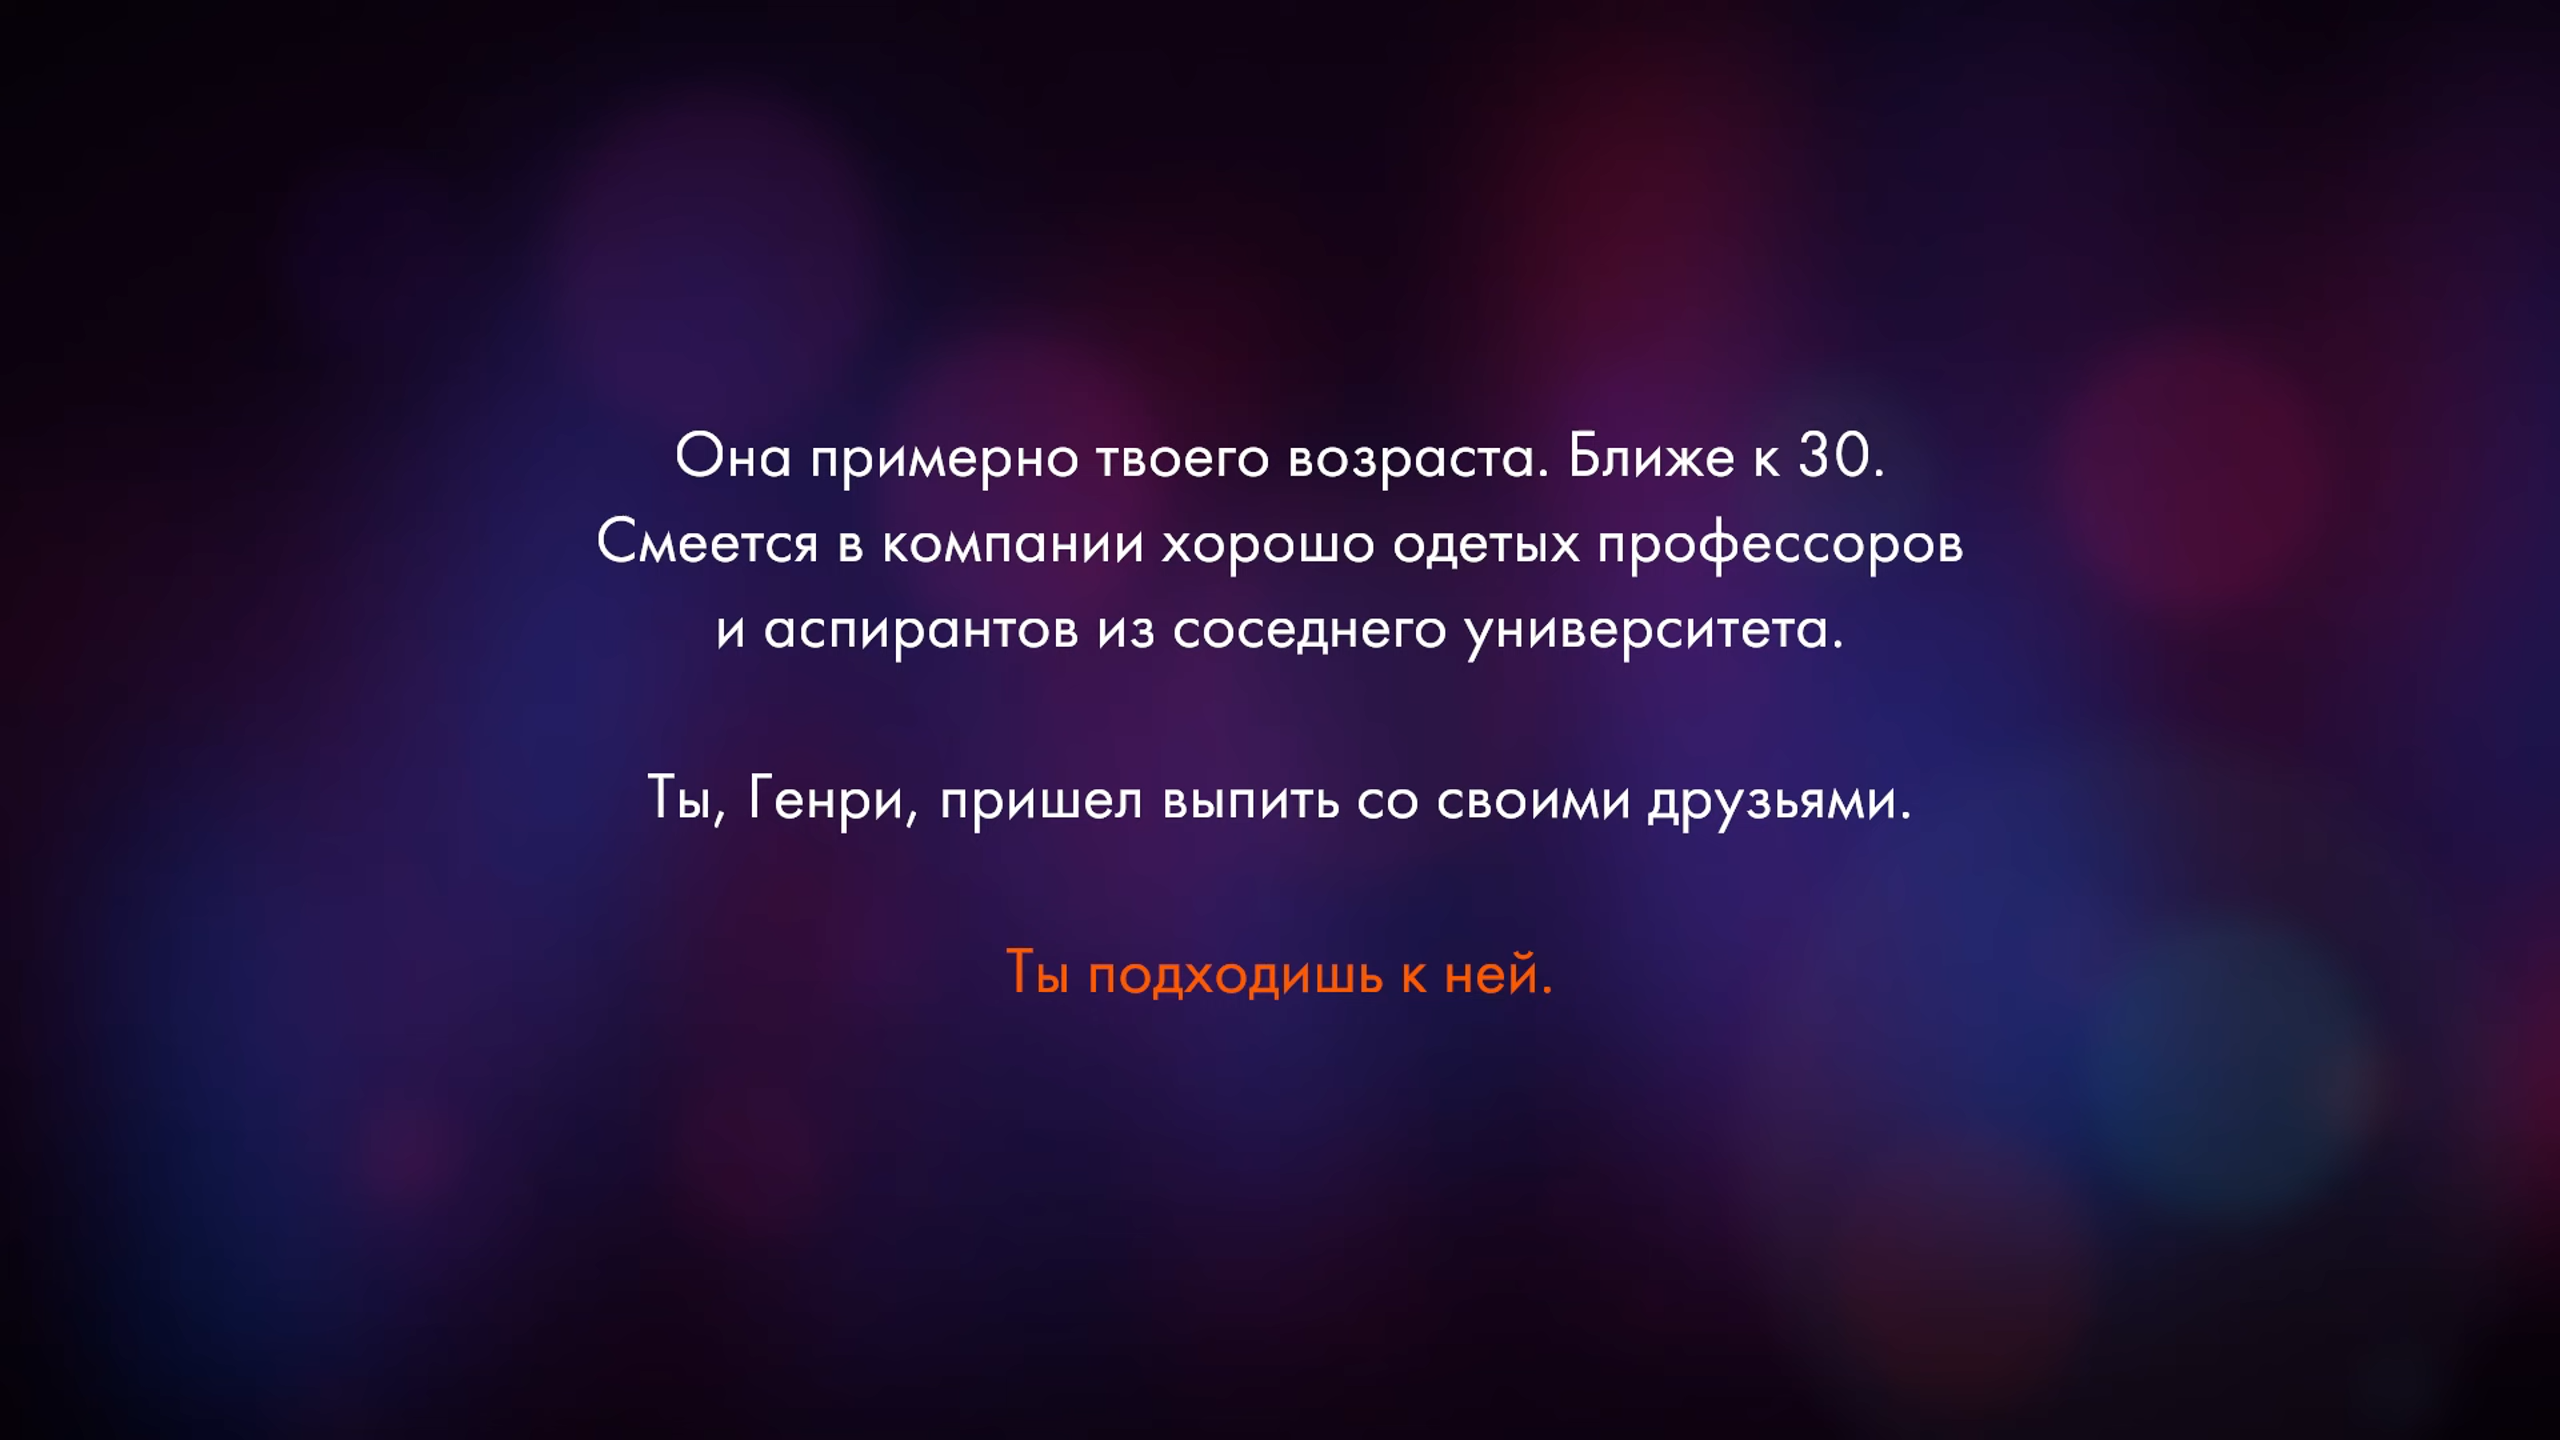 Она примерно твоего возраста. Ближе к 30.
Смеется в компании хорошо одетых профессоров
и аспирантов из соседнего университета.
Ты, Генри, пришел выпить со своими друзьями.
Ты подходишь к ней.